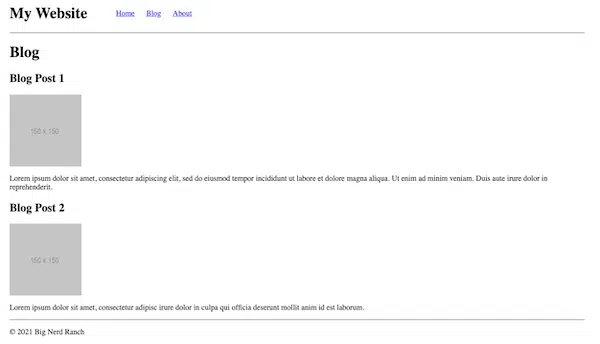 My Website Home Blog About
Blog
Blog Post 1
150 x 150
Lorem ipsum dolor sit amet, consectetur adipiscing elit, sed do eiusmod tempor incididunt ut labore et dolore magna aliqua. Ut enim ad minim veniam. Duis aute irure dolor in
reprehenderit.
Blog Post 2
150 x 150
Lorem ipsum dolor sit amet, consectetur adipisc irure dolor in culpa qui officia deserunt mollit anim id est laborum.
© 2021 Big Nerd Ranch